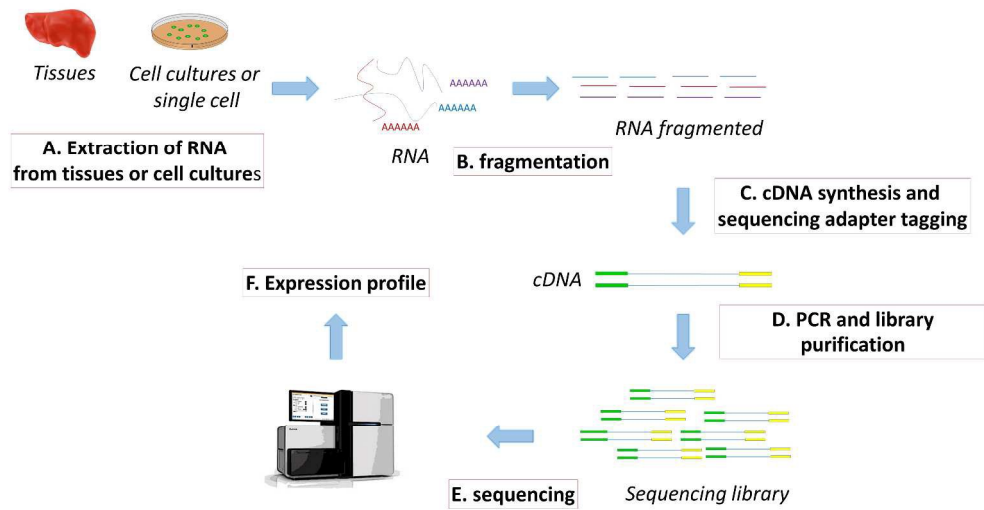 Tissues
Cell cultures or
single cell
A. Extraction of RNA
from tissues or cell cultures
AAAAAA
AAAAAA
AAAAAA
RNA
B. fragmentation
RNA fragmented
C. cDNA synthesis and
sequencing adapter tagging
cDNA
D. PCR and library
purification
Sequencing library
E. sequencing
F. Expression profile